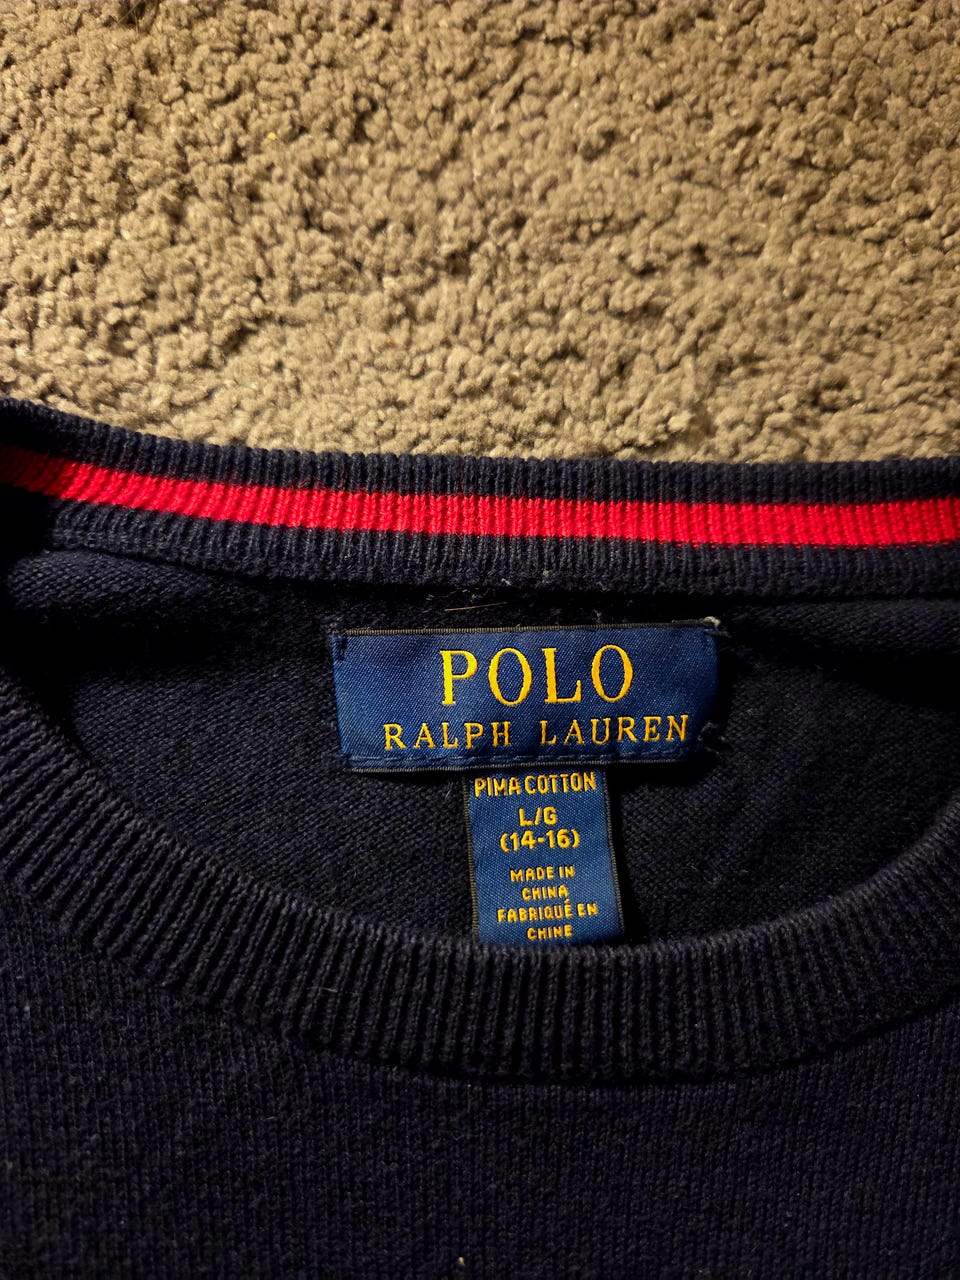 POLO
RALPH LAUREN
PIMA COTTON
L/G
(14-16)
MADE IN
CHINA
FABRIQUÉ EN
CHINE